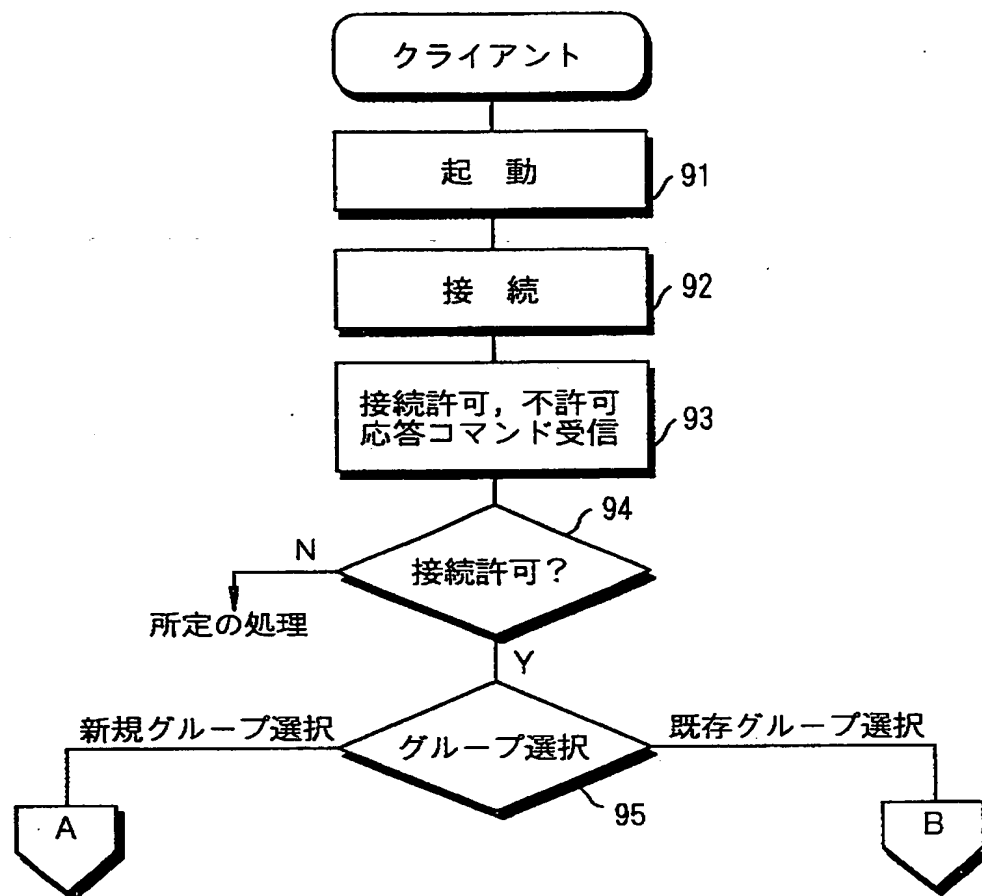 クライアント
起 動
91
接 続
92
接続許可，不許可
応答コマンド受信
93
94
N
接続許可？
所定の処理
Y
新規グループ選択
グループ選択
既存グループ選択
95
A
B